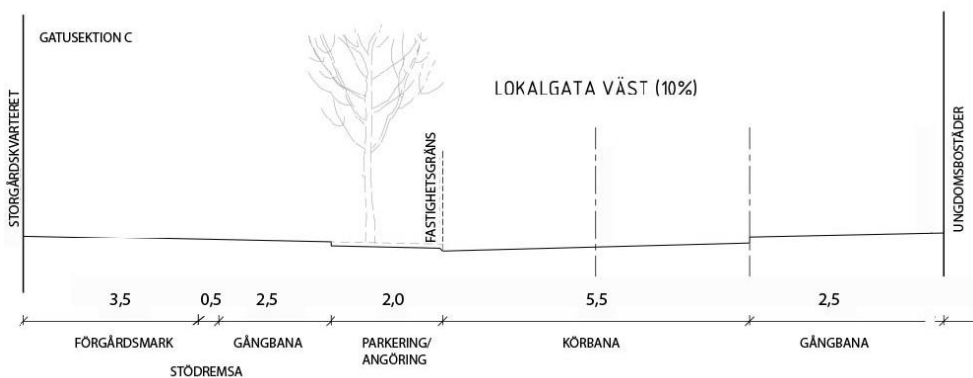 GATUSEKTION C
LOKALGATA VÄST (10%)
STORGÅRDSKVARTERET
FASTIGHETSGRÄNS
UNGDOMSBOSTÄDER
3,5 0,5 2,5 2,0 5,5 2,5
FÖRGÅRDSMARK GÅNGBANA PARKERING/ KÖRBANA GÅNGBANA
ANGÖRING
STÖDREMSA